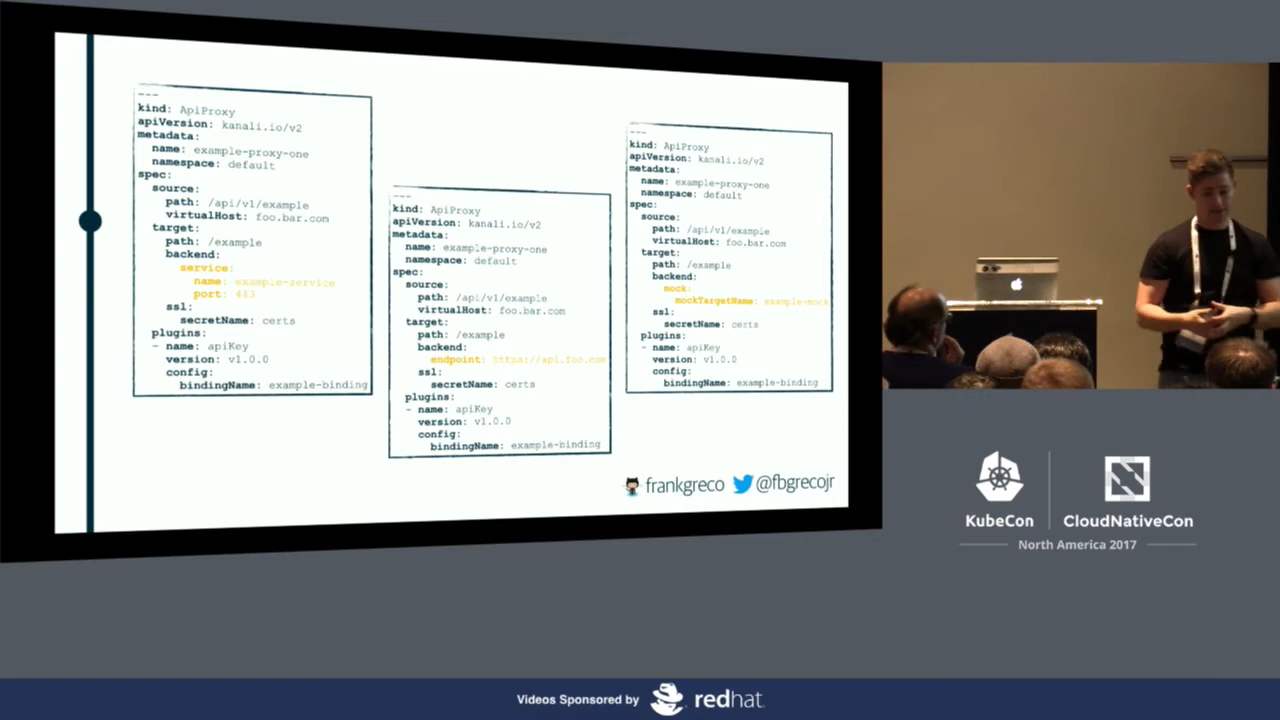 ---
kind: ApiProxy
apiVersion: kanali.io/v2
metadata:
name: example-proxy-one
namespace: default
spec:
source:
path: /api/v1/example
virtualHost: foo.bar.com
target:
path: /example
backend:
service:
name: example-service
port: 443
ssl:
secretName: certs
plugins:
- name: apiKey
version: v1.0.0
config:
bindingName: example-binding
---
kind: ApiProxy
apiVersion: kanali.io/v2
metadata:
name: example-proxy-one
namespace: default
spec:
source:
path: /api/v1/example
virtualHost: foo.bar.com
target:
path: /example
backend:
endpoint: https://api.foo.com
ssl:
secretName: certs
plugins:
- name: apiKey
version: v1.0.0
config:
bindingName: example-binding
---
kind: ApiProxy
apiVersion: kanali.io/v2
metadata:
name: example-proxy-one
namespace: default
spec:
source:
path: /api/v1/example
virtualHost: foo.bar.com
target:
path: /example
backend:
mock:
mockTargetName: example-mock
ssl:
secretName: certs
plugins:
- name: apiKey
version: v1.0.0
config:
bindingName: example-binding
frankgreco @fbgrecojr
KubeCon CloudNativeCon
North America 2017
Videos Sponsored by redhat.